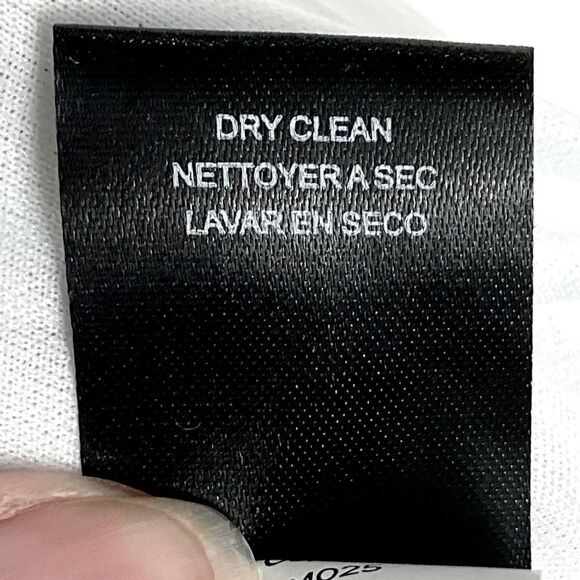 DRY CLEAN
NETTOYER A SEC
LAVAR EN SECO